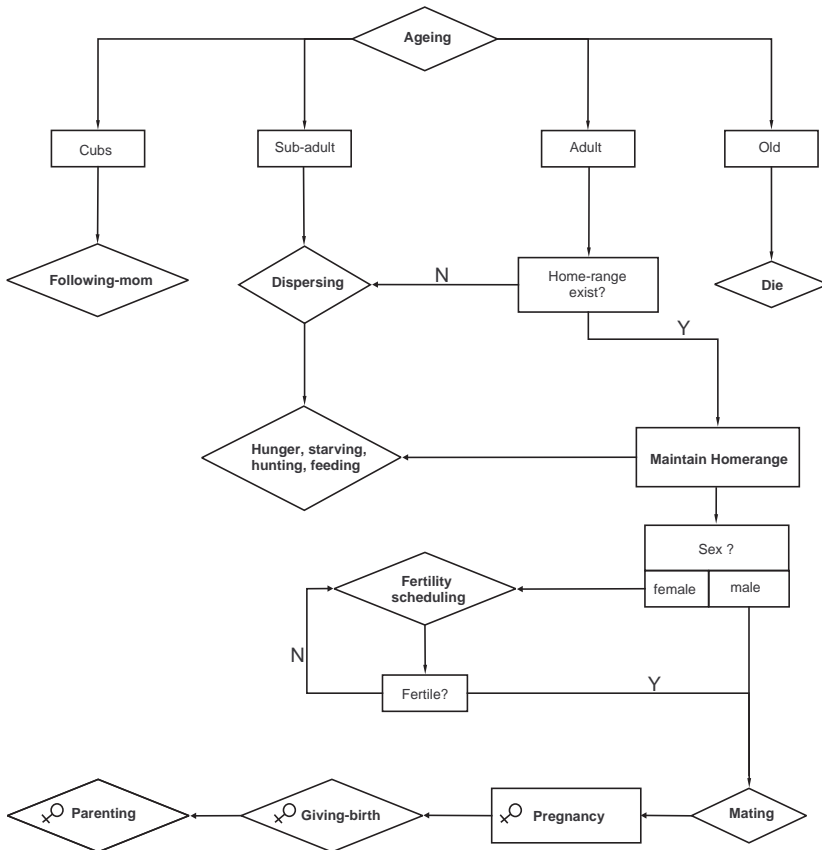 Ageing
Cubs
Sub-adult
Adult
Old
Following-mom
Dispersing
N
Home-range
exist?
Die
Y
Hunger, starving,
hunting, feeding
Maintain Homerange
Sex ?
female
male
Fertility
scheduling
N
Fertile?
Y
Parenting
Giving-birth
Pregnancy
Mating